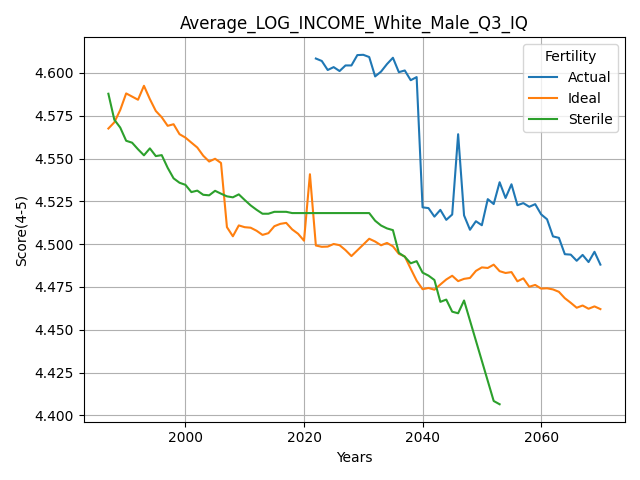 Average_LOG_INCOME_White_Male_Q3_IQ
Fertility
Actual
Ideal
Sterile
Score(4-5)
4.600
4.575
4.550
4.525
4.500
4.475
4.450
4.425
4.400
2000
2020
2040
2060
Years